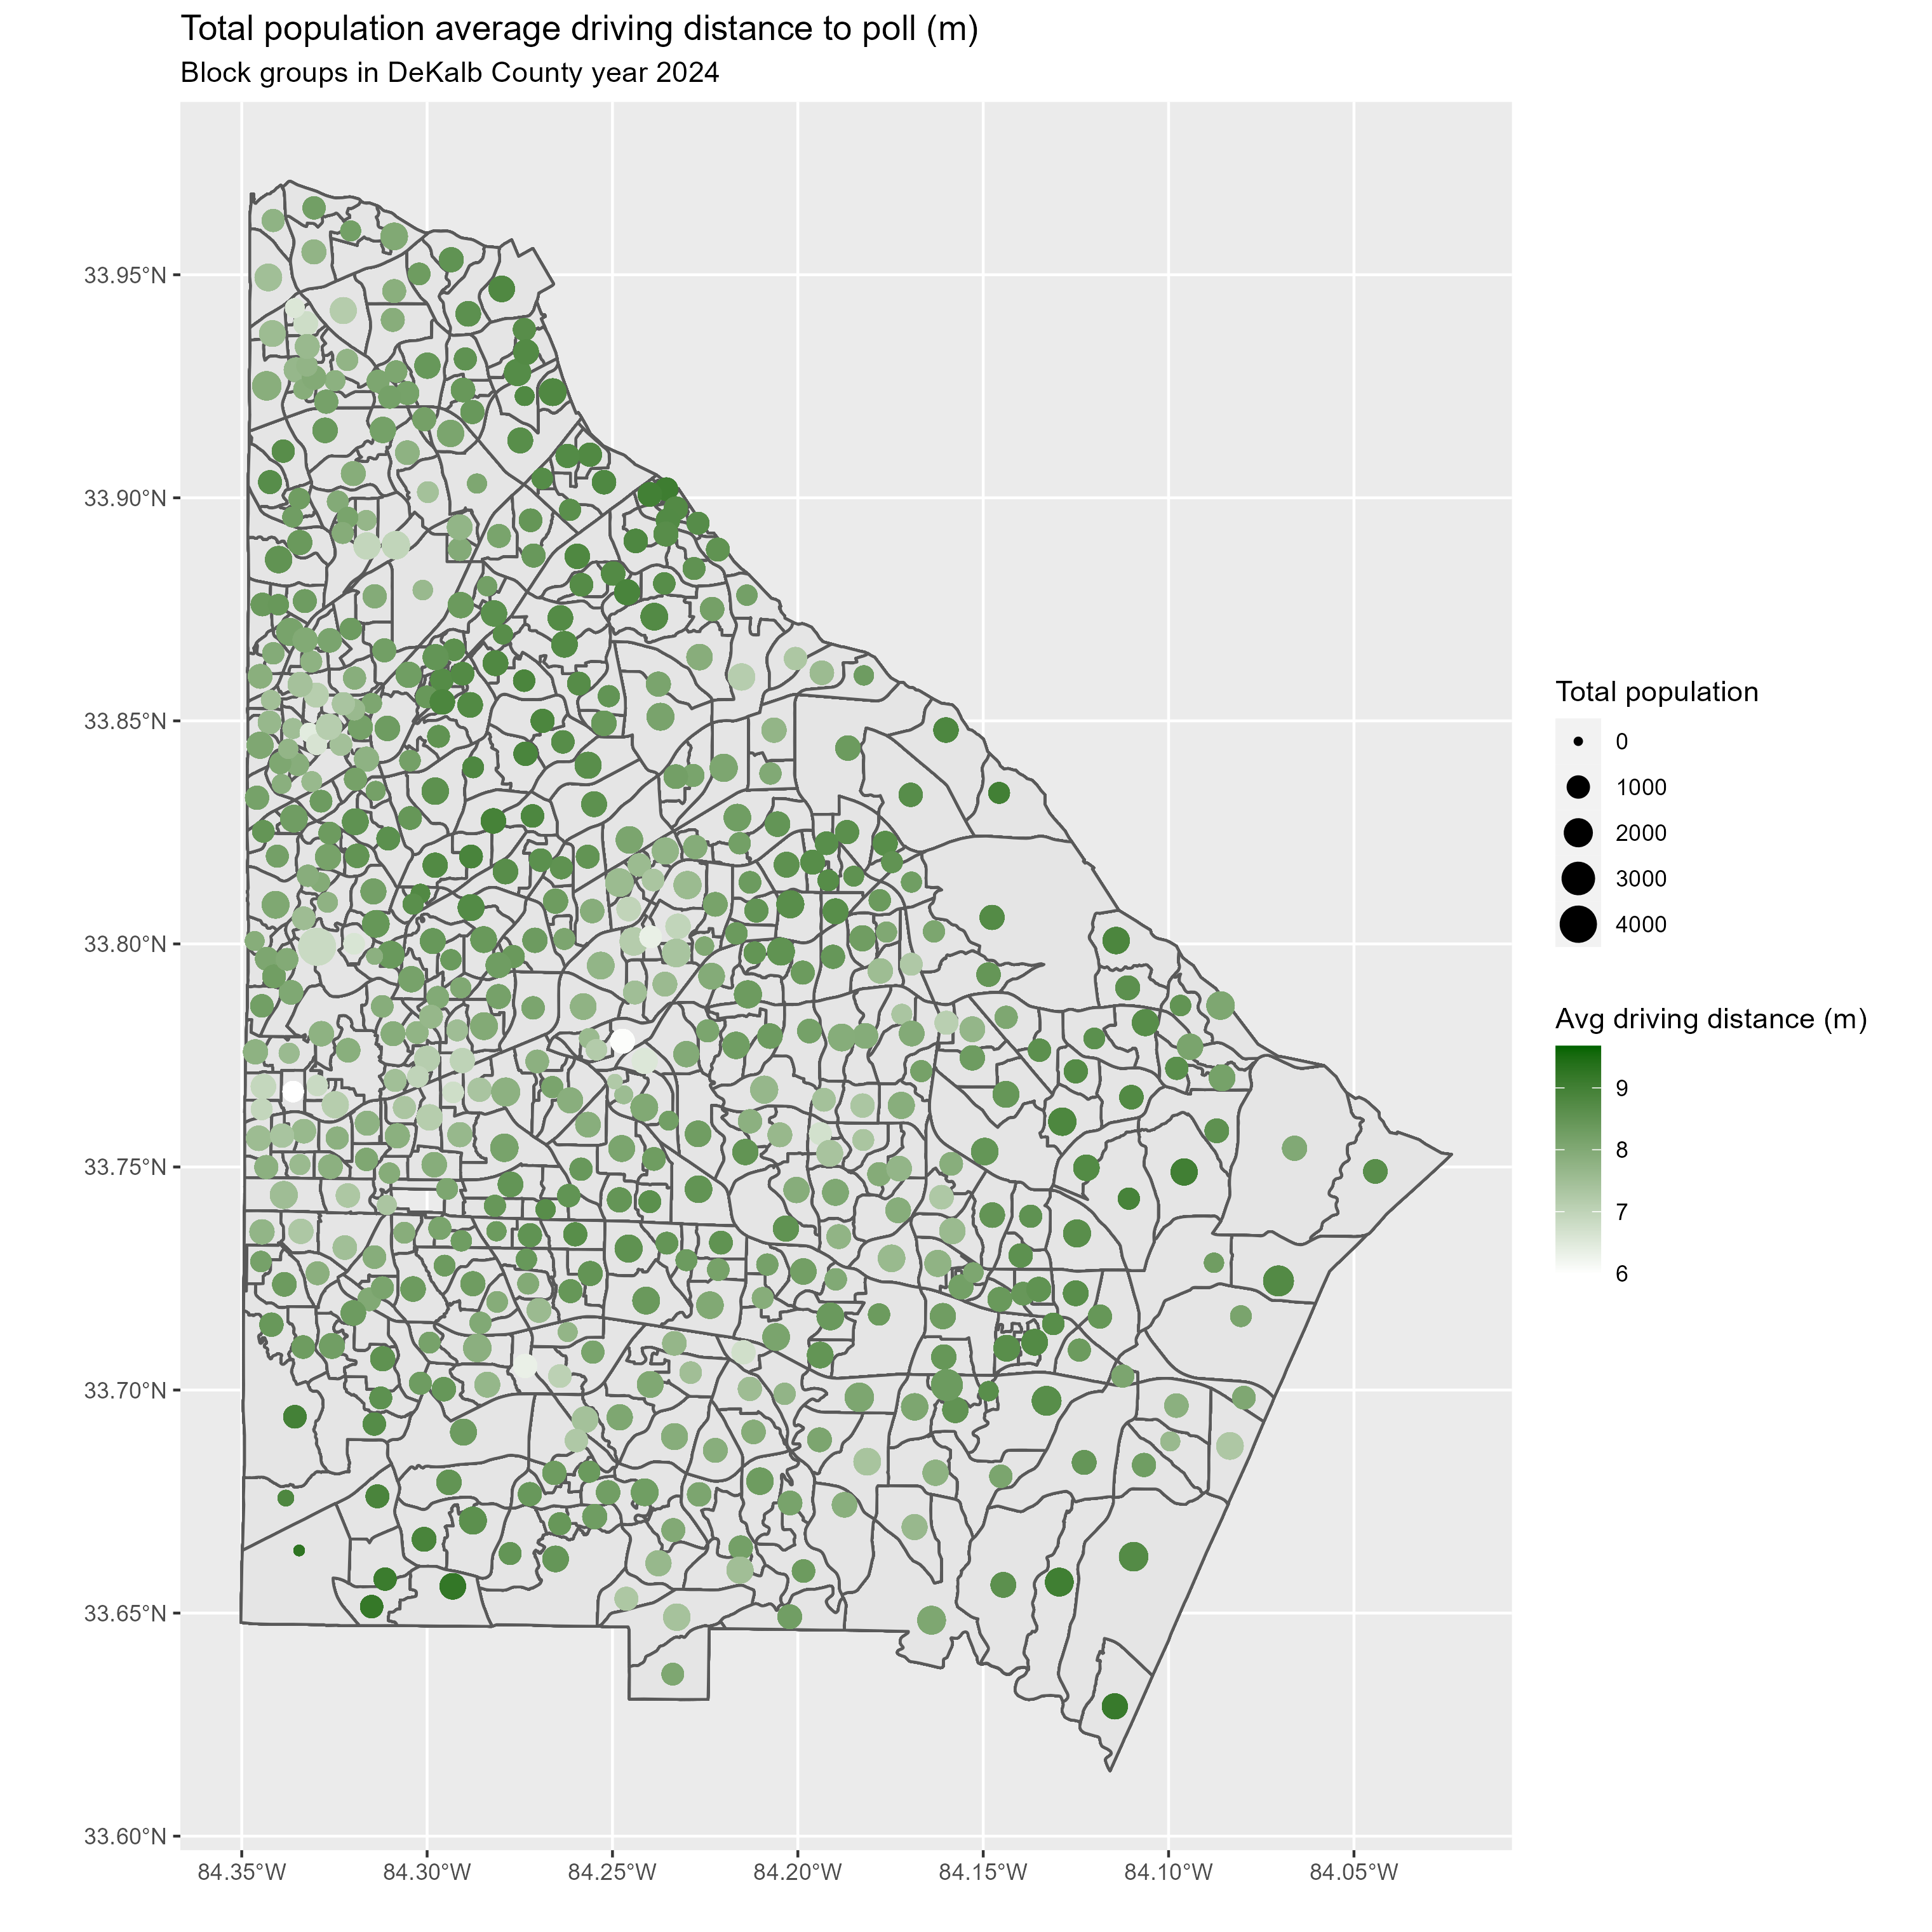 Total population average driving distance to poll (m)
Block groups in DeKalb County year 2024
33.95°N
33.90°N
33.85°N
33.80°N
33.75°N
33.70°N
33.65°N
33.60°N
84.35°W
84.30°W
84.25°W
84.20°W
84.15°W
84.10°W
84.05°W
Total population
0
1000
2000
3000
4000
Avg driving distance (m)
9
8
7
6